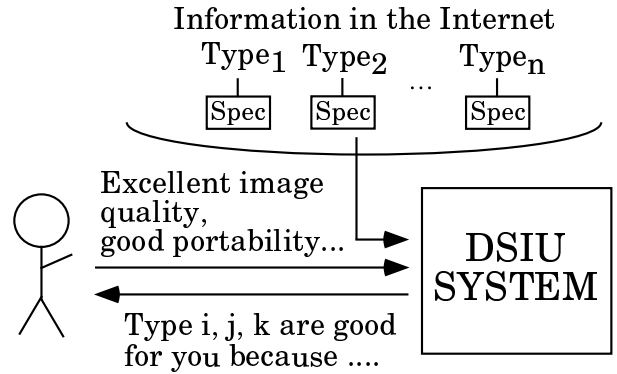 Information in the Internet
Type1 Type2 ... Typen
Spec Spec Spec
Excellent image
quality,
good portability...
DSIU
SYSTEM
Type i, j, k are good
for you because ....